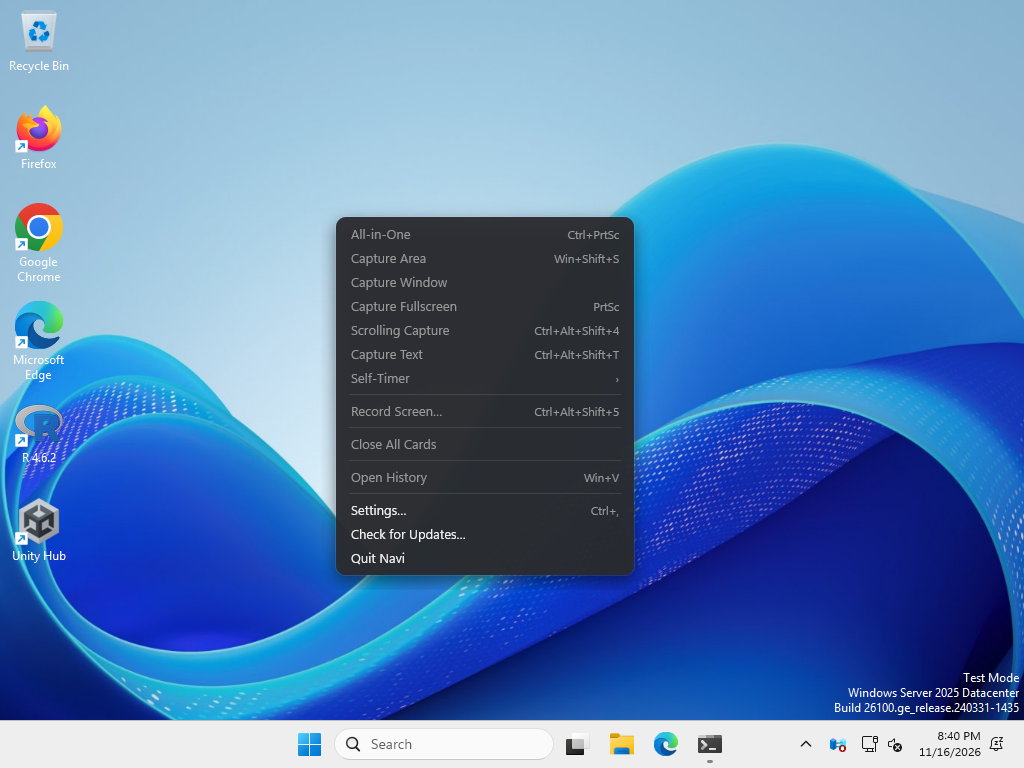 Recycle Bin
Firefox
Google
Chrome
Microsoft
Edge
R 4.6.2
Unity Hub
All-in-One Ctrl+PrtSc
Capture Area Win+Shift+S
Capture Window
Capture Fullscreen PrtSc
Scrolling Capture Ctrl+Alt+Shift+4
Capture Text Ctrl+Alt+Shift+T
Self-Timer
Record Screen... Ctrl+Alt+Shift+5
Close All Cards
Open History Win+V
Settings... Ctrl+,
Check for Updates...
Quit Navi
Test Mode
Windows Server 2025 Datacenter
Build 26100.ge_release.240331-1435
Search
8:40 PM
11/16/2026